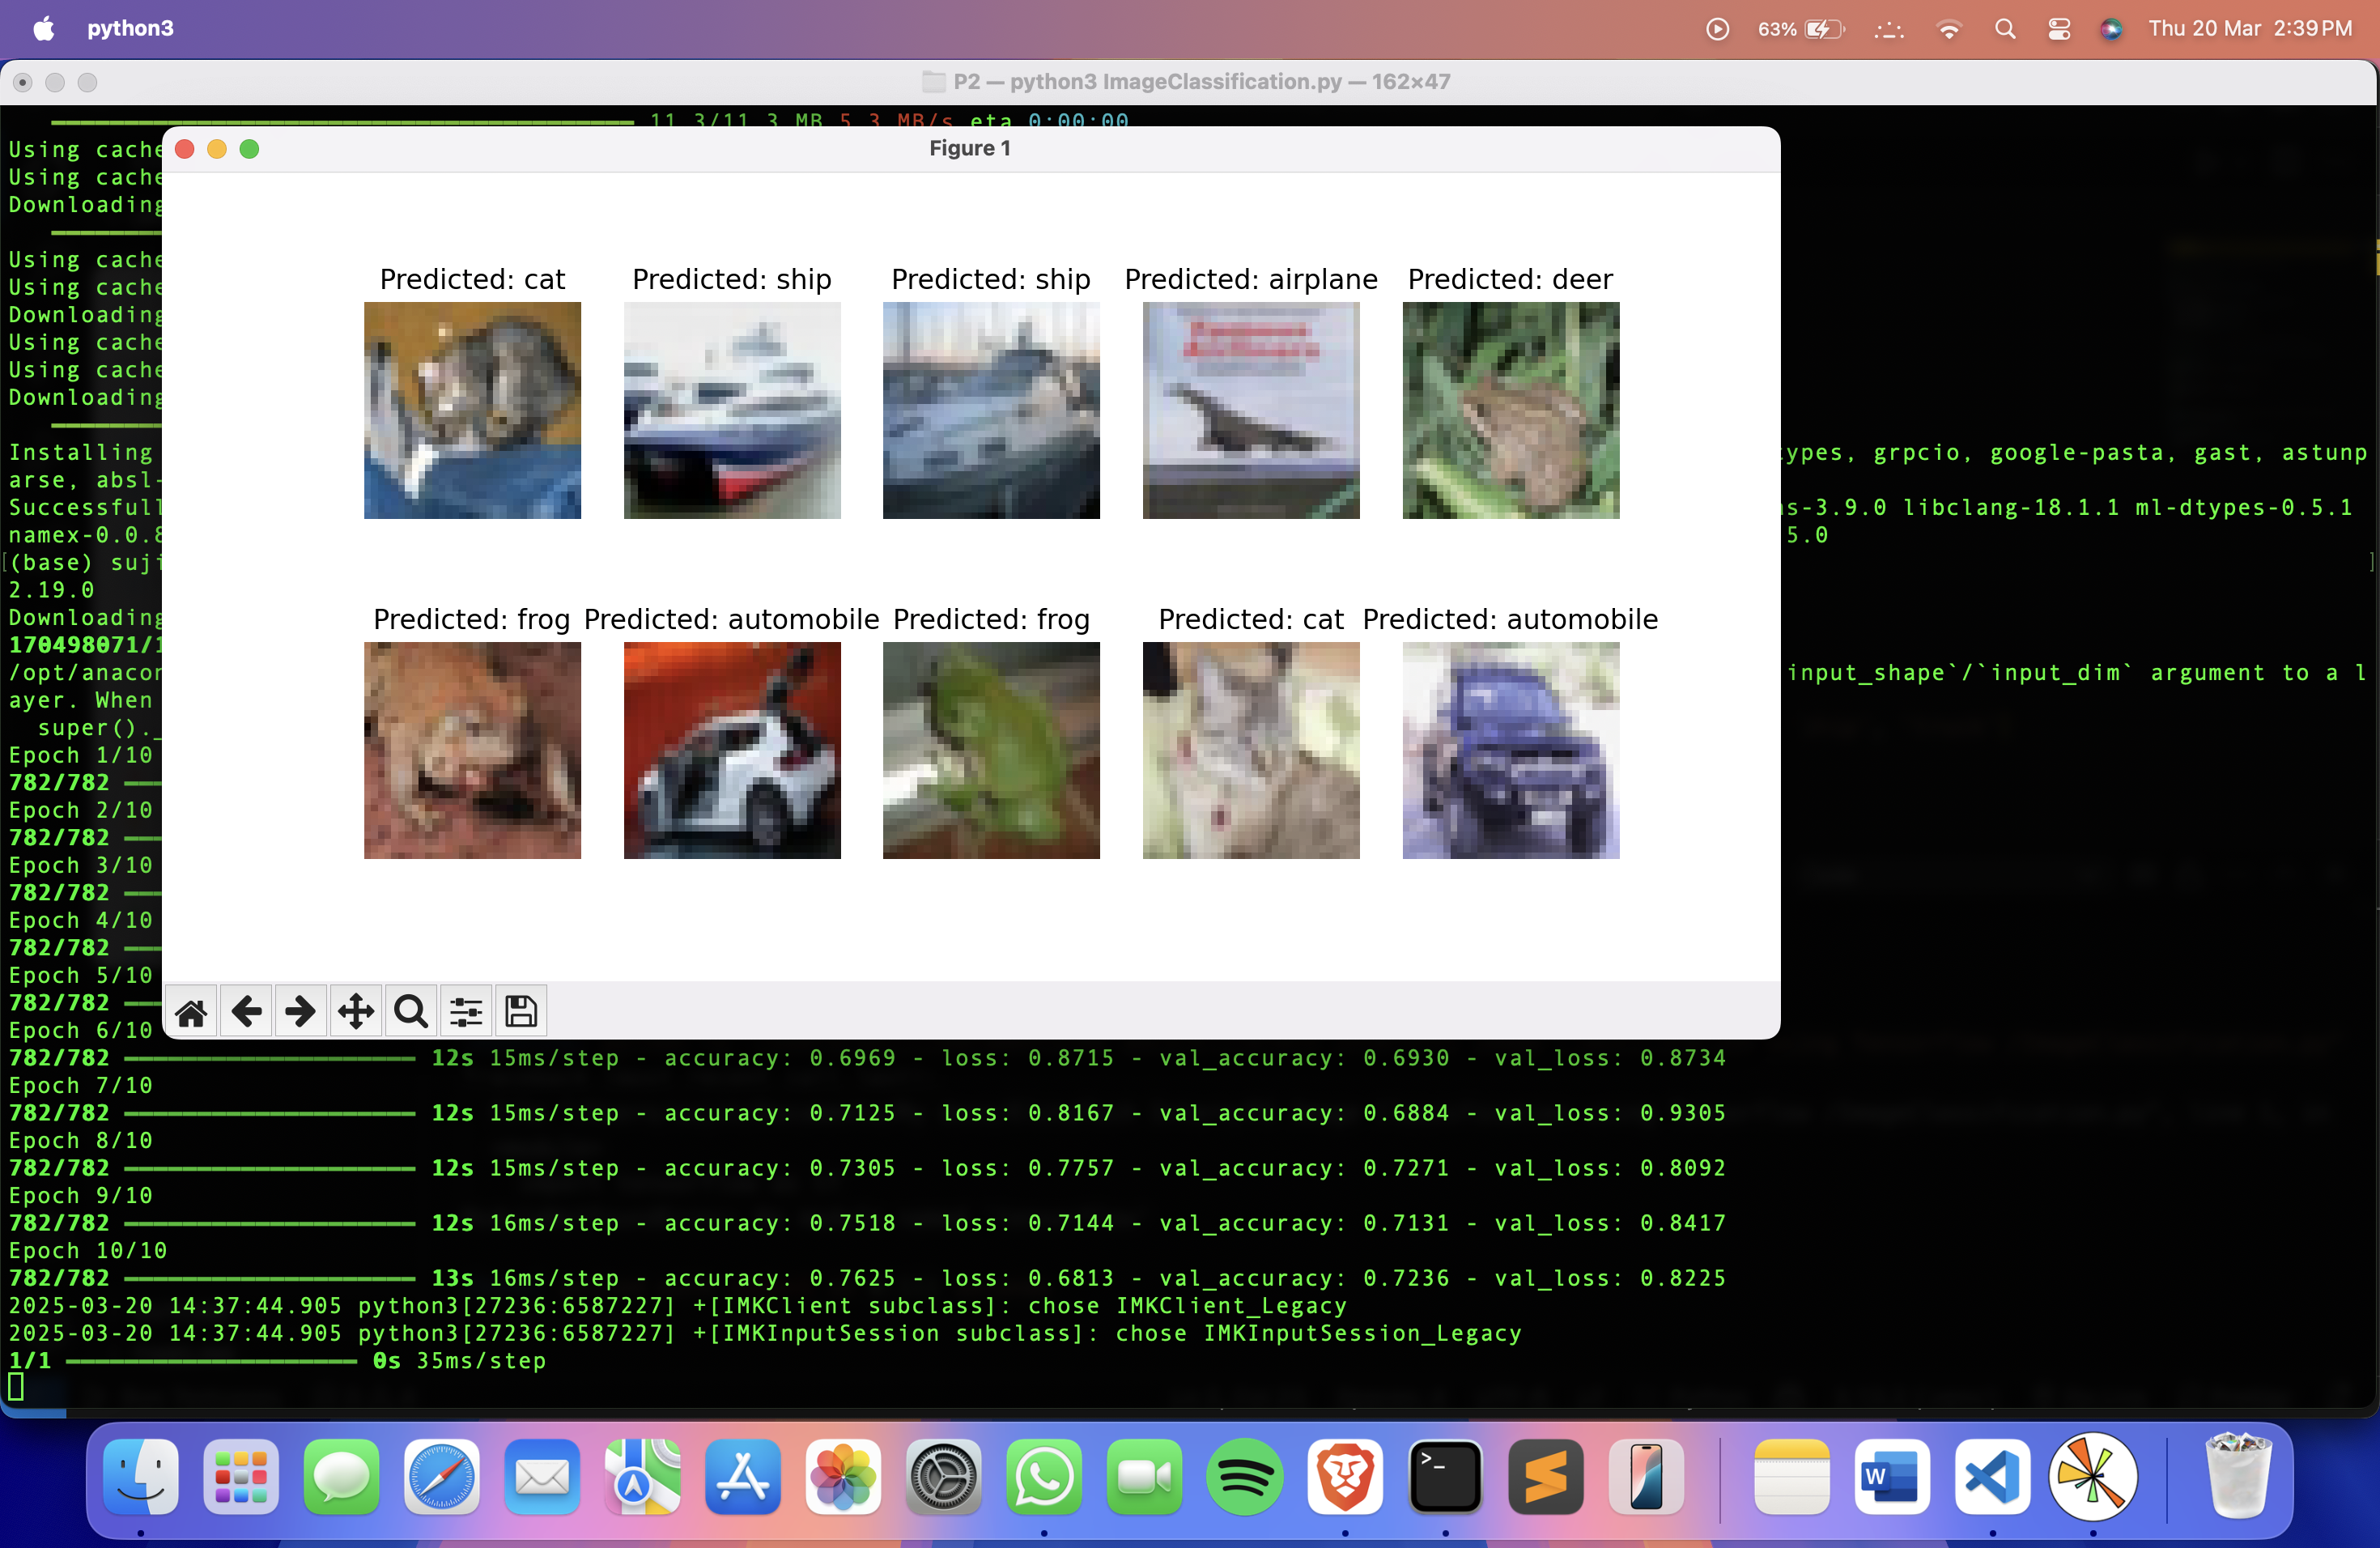 python3
63%
Thu 20 Mar 2:39 PM
P2 — python3 ImageClassification.py — 162×47
11.3/11.3 MB 5.3 MB/s eta 0:00:00
Using cache
Using cache
Downloading
Using cache
Using cache
Downloading
Using cache
Using cache
Downloading
Installing
types, grpcio, google-pasta, gast, astunp
arse, absl-
Successfull
s-3.9.0 libclang-18.1.1 ml-dtypes-0.5.1
namex-0.0.8
5.0
(base) suji
2.19.0
Downloading
170498071/1
/opt/anacon
input_shape`/`input_dim` argument to a l
ayer. When
super()._
Epoch 1/10
782/782
Epoch 2/10
782/782
Epoch 3/10
782/782
Epoch 4/10
782/782
Epoch 5/10
782/782
Epoch 6/10
Figure 1
Predicted: cat Predicted: ship Predicted: ship Predicted: airplane Predicted: deer
Predicted: frog Predicted: automobile Predicted: frog Predicted: cat Predicted: automobile
782/782 12s 15ms/step - accuracy: 0.6969 - loss: 0.8715 - val_accuracy: 0.6930 - val_loss: 0.8734
Epoch 7/10
782/782 12s 15ms/step - accuracy: 0.7125 - loss: 0.8167 - val_accuracy: 0.6884 - val_loss: 0.9305
Epoch 8/10
782/782 12s 15ms/step - accuracy: 0.7305 - loss: 0.7757 - val_accuracy: 0.7271 - val_loss: 0.8092
Epoch 9/10
782/782 12s 16ms/step - accuracy: 0.7518 - loss: 0.7144 - val_accuracy: 0.7131 - val_loss: 0.8417
Epoch 10/10
782/782 13s 16ms/step - accuracy: 0.7625 - loss: 0.6813 - val_accuracy: 0.7236 - val_loss: 0.8225
2025-03-20 14:37:44.905 python3[27236:6587227] +[IMKClient subclass]: chose IMKClient_Legacy
2025-03-20 14:37:44.905 python3[27236:6587227] +[IMKInputSession subclass]: chose IMKInputSession_Legacy
1/1 0s 35ms/step